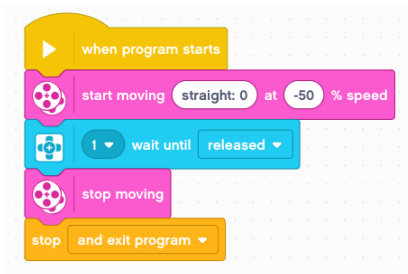 when program starts
start moving straight: 0 at -50 % speed
1 wait until released
stop moving
stop and exit program